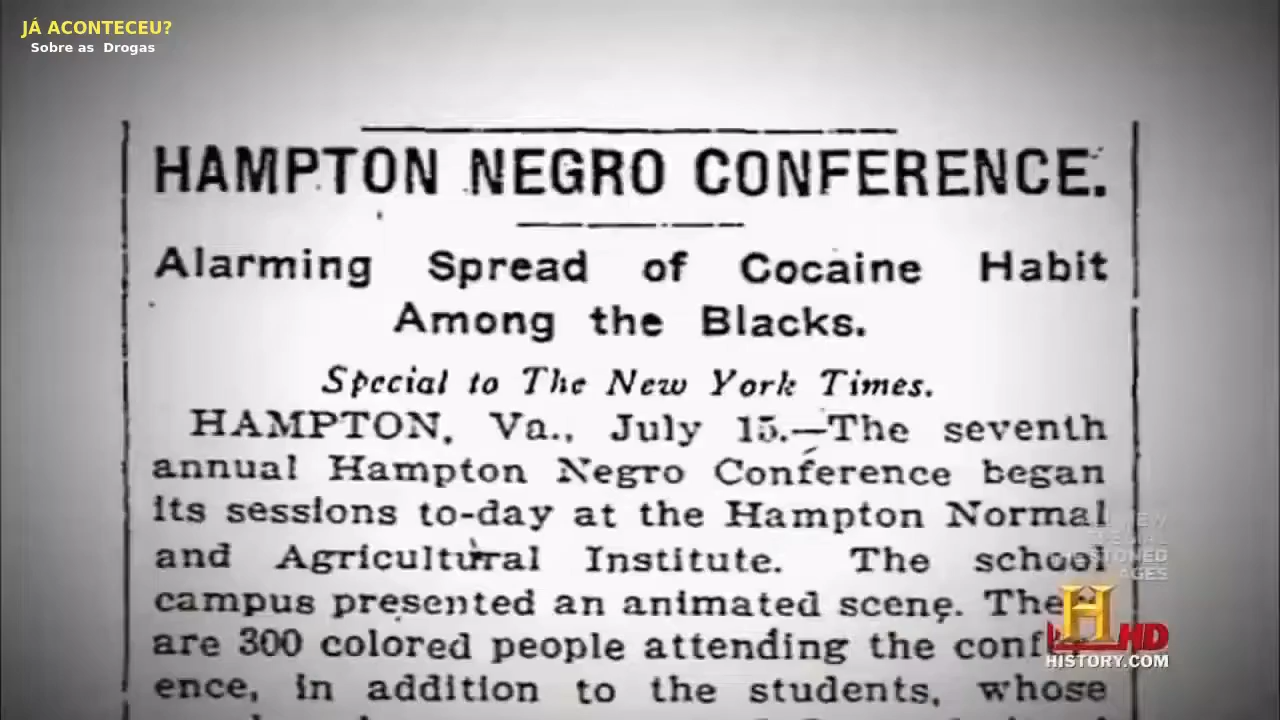 JÁ ACONTECEU?
Sobre as Drogas
HAMPTON NEGRO CONFERENCE.
Alarming Spread of Cocaine Habit
Among the Blacks.
Special to The New York Times.
HAMPTON, Va., July 15.—The seventh
annual Hampton Negro Conference began
its sessions to-day at the Hampton Normal
and Agricultural Institute. The school
campus presented an animated scene. The
are 300 colored people attending the conf
ence, in addition to the students, whose
STONED
AGES
H HD
HISTORY.COM